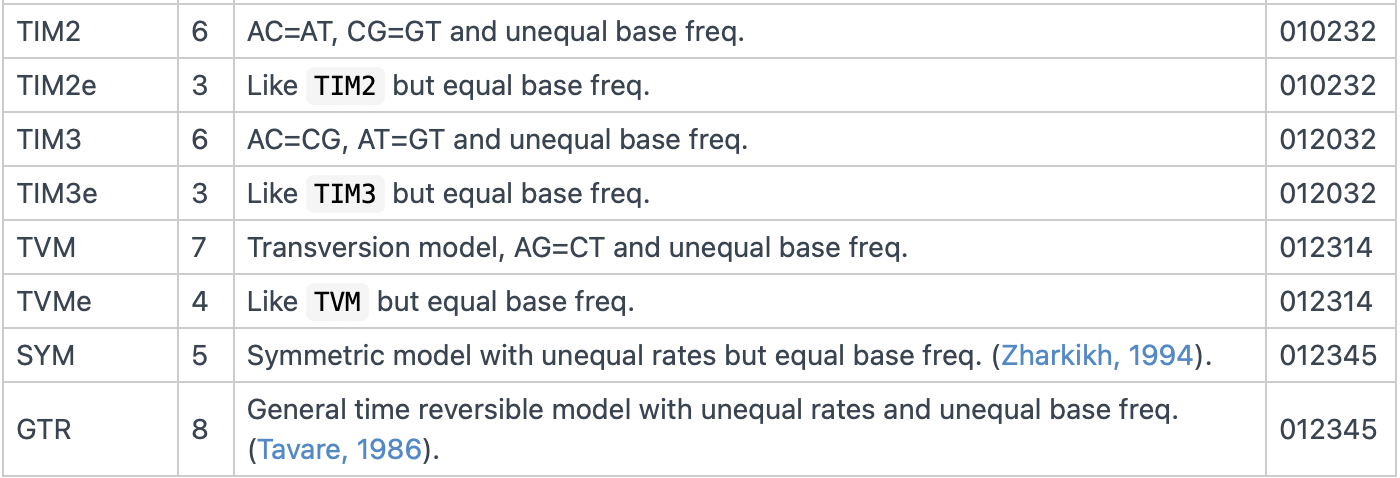 TIM2 6 AC=AT, CG=GT and unequal base freq. 010232
TIM2e 3 Like TIM2 but equal base freq. 010232
TIM3 6 AC=CG, AT=GT and unequal base freq. 012032
TIM3e 3 Like TIM3 but equal base freq. 012032
TVM 7 Transversion model, AG=CT and unequal base freq. 012314
TVMe 4 Like TVM but equal base freq. 012314
SYM 5 Symmetric model with unequal rates but equal base freq. (Zharkikh, 1994). 012345
GTR 8 General time reversible model with unequal rates and unequal base freq. 012345
(Tavare, 1986).